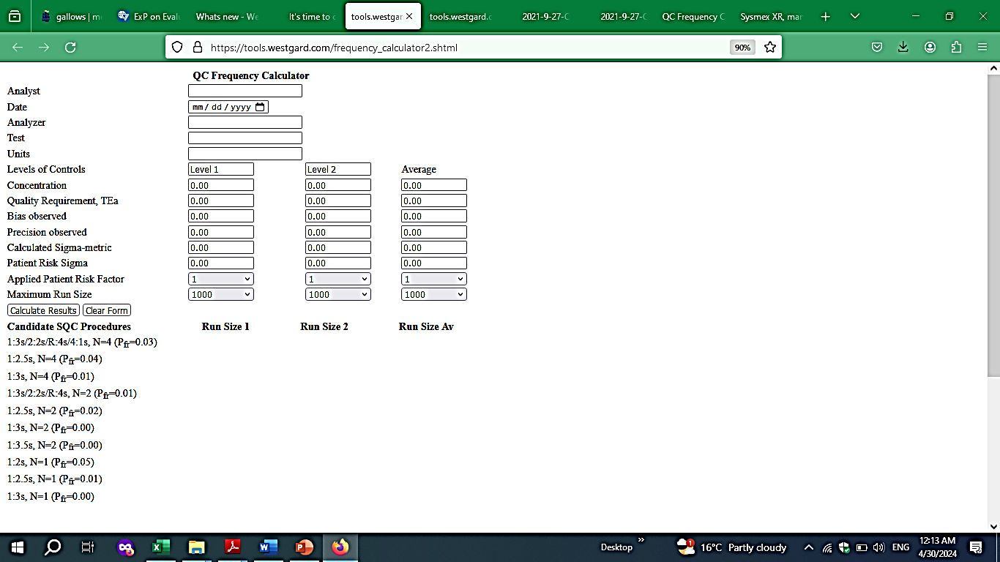 gallows | m
ExP on Evalu
Whats new - We
It's time to c
tools.westgar
tools.westgard.c
2021-9-27-C
2021-9-27-C
QC Frequency C
Sysmex XR, mar
https://tools.westgard.com/frequency_calculator2.shtml
90%
QC Frequency Calculator
Analyst
Date mm / dd / yyyy
Analyzer
Test
Units
Levels of Controls Level 1 Level 2 Average
Concentration 0.00 0.00 0.00
Quality Requirement, TEa 0.00 0.00 0.00
Bias observed 0.00 0.00 0.00
Precision observed 0.00 0.00 0.00
Calculated Sigma-metric 0.00 0.00 0.00
Patient Risk Sigma 0.00 0.00 0.00
Applied Patient Risk Factor 1 1 1
Maximum Run Size 1000 1000 1000
Calculate Results Clear Form
Candidate SQC Procedures Run Size 1 Run Size 2 Run Size Av
1:3s/2:2s/R:4s/4:1s, N=4 (Pfr=0.03)
1:2.5s, N=4 (Pfr=0.04)
1:3s, N=4 (Pfr=0.01)
1:3s/2:2s/R:4s, N=2 (Pfr=0.01)
1:2.5s, N=2 (Pfr=0.02)
1:3s, N=2 (Pfr=0.00)
1:3.5s, N=2 (Pfr=0.00)
1:2s, N=1 (Pfr=0.05)
1:2.5s, N=1 (Pfr=0.01)
1:3s, N=1 (Pfr=0.00)
Desktop » 1 16°C Partly cloudy ENG 12:13 AM
4/30/2024